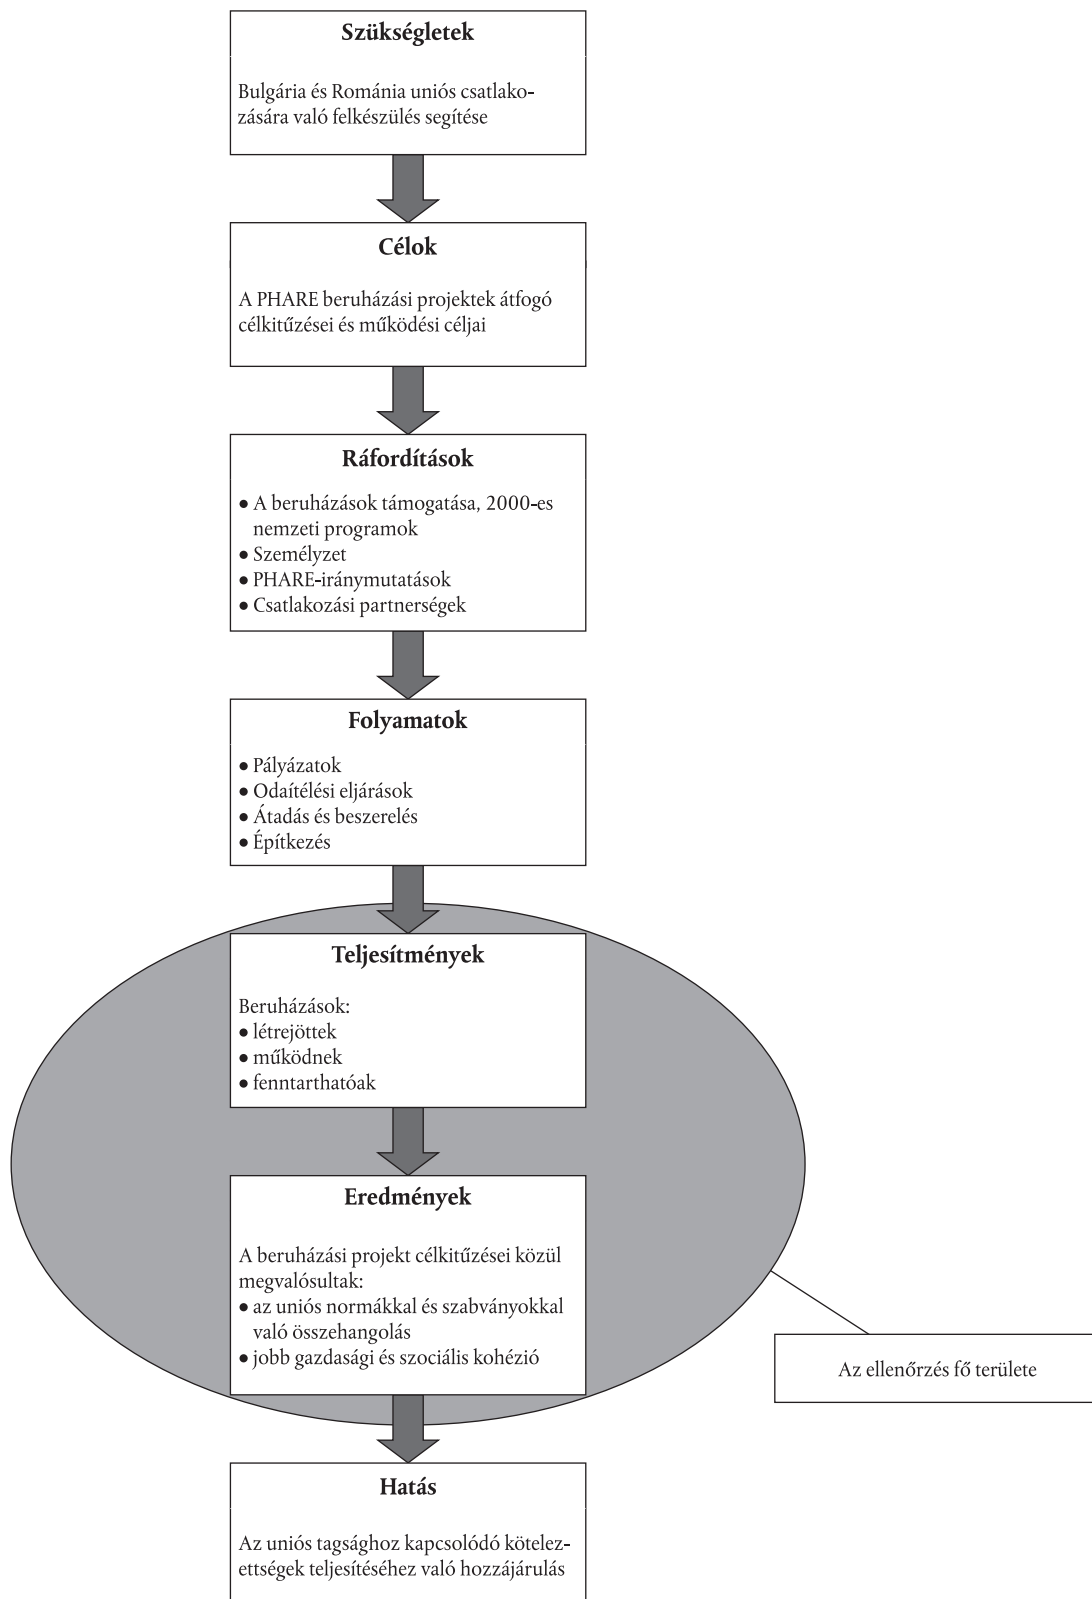 Szükségletek
Bulgária és Románia uniós csatlako-
zására való felkészülés segítése
Célok
A PHARE beruházási projektek átfogó
célkitűzései és működési céljai
Ráfordítások
• A beruházások támogatása, 2000-es
nemzeti programok
• Személyzet
• PHARE-iránymutatások
• Csatlakozási partnerségek
Folyamatok
• Pályázatok
• Odaítélési eljárások
• Átadás és beszerelés
• Építkezés
Teljesítmények
Beruházások:
• létrejöttek
• működnek
• fenntarthatóak
Eredmények
A beruházási projekt célkitűzései közül
megvalósultak:
• az uniós normákkal és szabványokkal
való összehangolás
• jobb gazdasági és szociális kohézió
Az ellenőrzés fő területe
Hatás
Az uniós tagsághoz kapcsolódó kötelez-
ettségek teljesítéséhez való hozzájárulás